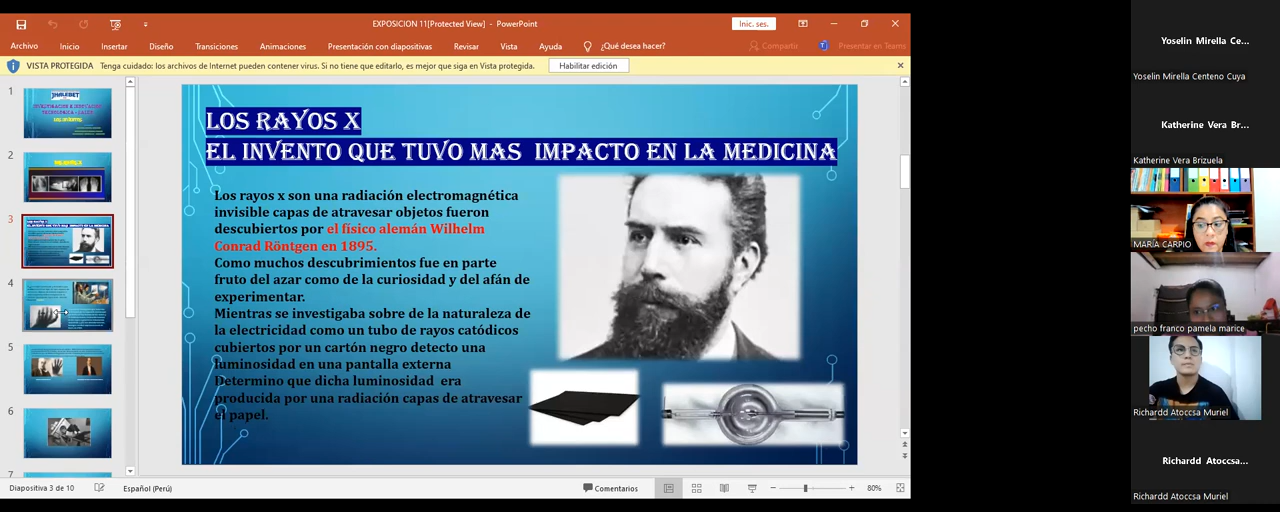 EXPOSICION 11[Protected View] - PowerPoint
Inic. ses.
Archivo Inicio Insertar Diseño Transiciones Animaciones Presentación con diapositivas Revisar Vista Ayuda ¿Qué desea hacer? Compartir Presentar en Teams
VISTA PROTEGIDA Tenga cuidado: los archivos de Internet pueden contener virus. Si no tiene que editarlo, es mejor que siga en Vista protegida. Habilitar edición
1
2
3
4
5
6
7
LOS RAYOS X
EL INVENTO QUE TUVO MAS IMPACTO EN LA MEDICINA
Los rayos x son una radiación electromagnética
invisible capas de atravesar objetos fueron
descubiertos por el físico alemán Wilhelm
Conrad Röntgen en 1895.
Como muchos descubrimientos fue en parte
fruto del azar como de la curiosidad y del afán de
experimentar.
Mientras se investigaba sobre de la naturaleza de
la electricidad como un tubo de rayos catódicos
cubiertos por un cartón negro detecto una
luminosidad en una pantalla externa
Determino que dicha luminosidad era
producida por una radiación capas de atravesar
el papel.
Diapositiva 3 de 10 Español (Perú) Comentarios 80%
Yoselin Mirella Ce...
Yoselin Mirella Centeno Cuya
Katherine Vera Br...
Katherine Vera Brizuela
MARIA CARPIO
pecho franco pamela marice
Richardd Atoccsa Muriel
Richardd Atoccsa...
Richardd Atoccsa Muriel